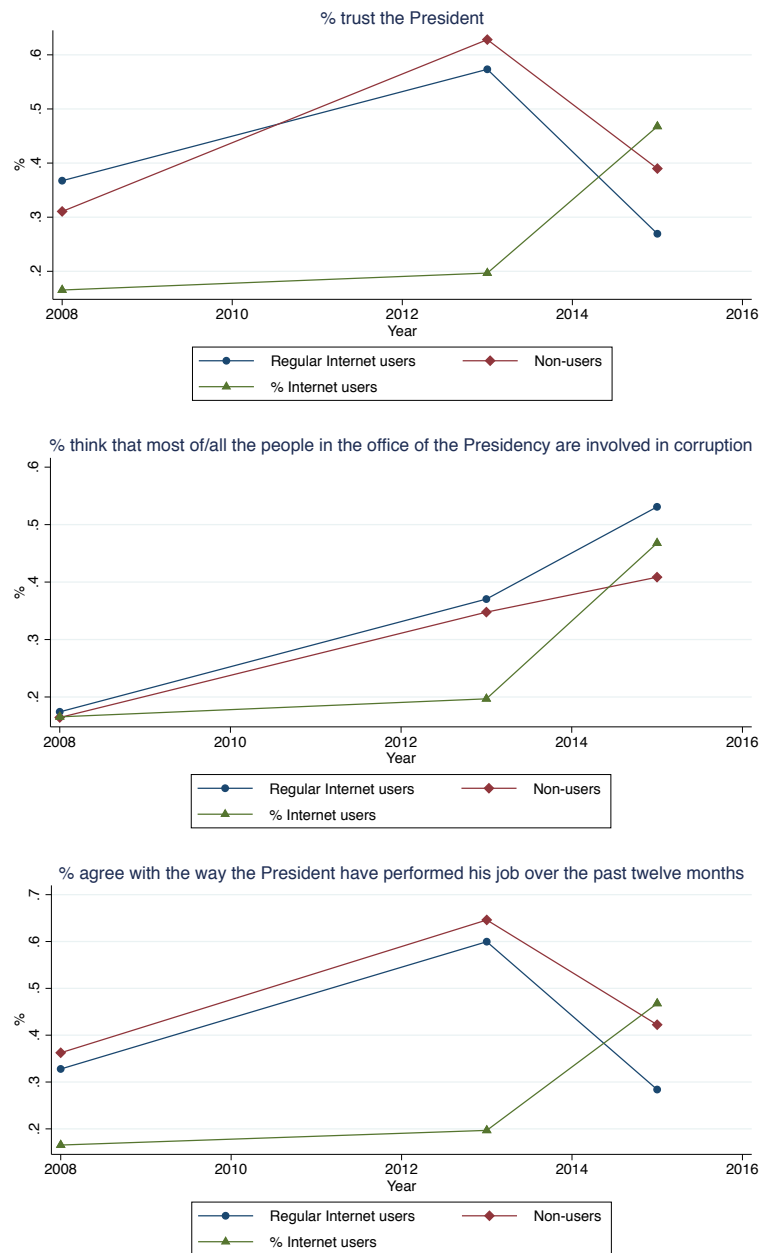 % trust the President
.6
.5
.4
.3
.2
%
2008 2010 2012 2014 2016
Year
Regular Internet users Non-users
% Internet users
% think that most of/all the people in the office of the Presidency are involved in corruption
.6
.5
.4
.3
.2
%
2008 2010 2012 2014 2016
Year
Regular Internet users Non-users
% Internet users
% agree with the way the President have performed his job over the past twelve months
.7
.6
.5
.4
.3
.2
%
2008 2010 2012 2014 2016
Year
Regular Internet users Non-users
% Internet users